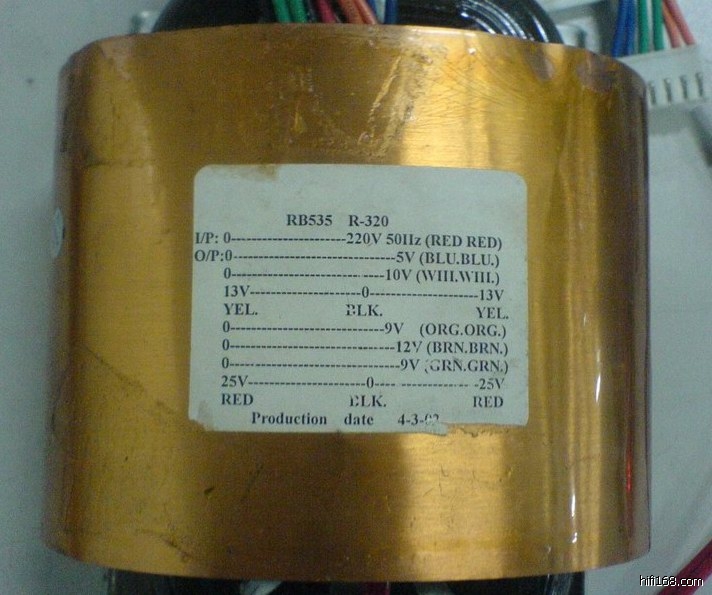 RB535 R-320
I/P: 0-----------------------220V 50Hz (RED RED)
O/P:0---------------------------------5V (BLU.BLU.)
0-------------------------------10V (WHI.WHI.)
13V----------------------0----------------------13V
YEL. BLK. YEL.
0-------------------------------9V (ORG.ORG.)
0---------------------------------12V (BRN.BRN.)
0----------------------------------9V (GRN.GRN.)
25V-----------------------0---------------------25V
RED BLK. RED
Production date
hifi168.com